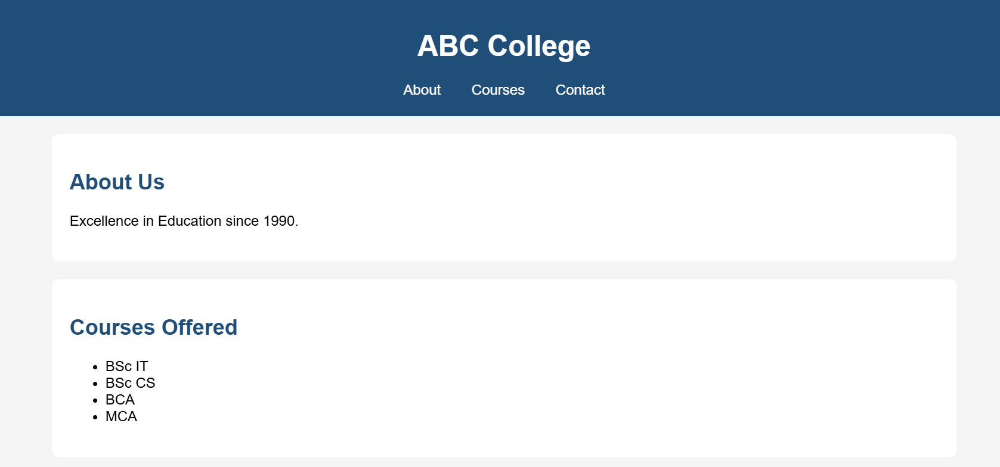 ABC College
About Courses Contact
About Us
Excellence in Education since 1990.
Courses Offered
• BSc IT
• BSc CS
• BCA
• MCA